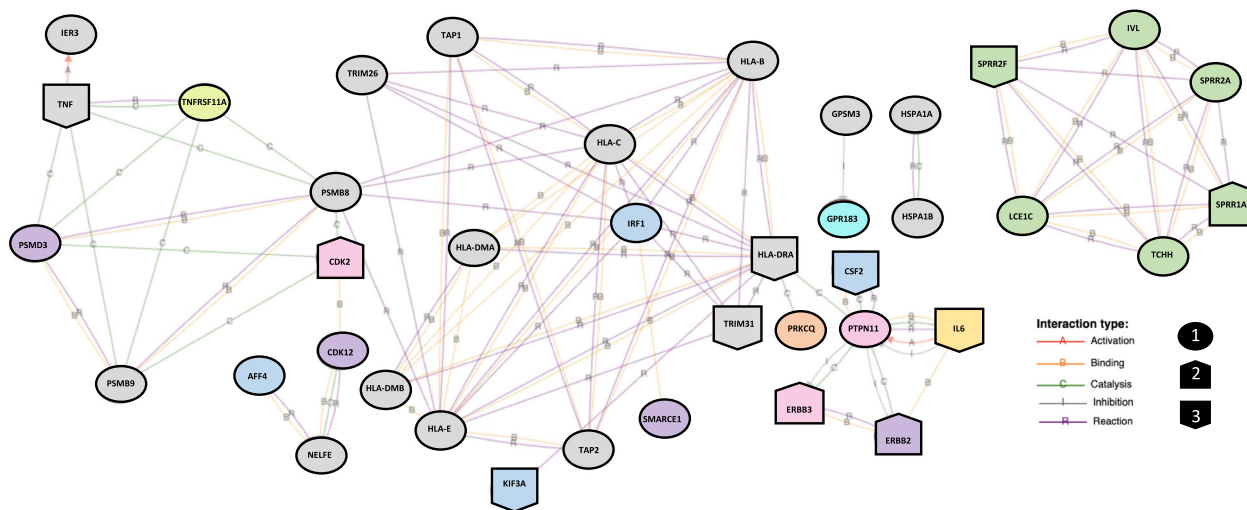 IER3
TAP1
IVL
TRIM26
HLA-B
SPRR2F
SPRR2A
TNF
TNFRSF11A
GPSM3
HSPA1A
HLA-C
PSMB8
SPRR1A
LCE1C
IRF1
GPR183
HSPA1B
PSMD3
HLA-DMA
CDK2
HLA-DRA
TCHH
CSF2
TRIM31
PRKCQ
PTPN11
IL6
Interaction type:
A Activation
B Binding
C Catalysis
I Inhibition
R Reaction
1
2
3
CDK12
AFF4
PSMB9
HLA-DMB
ERBB3
SMARCE1
HLA-E
ERBB2
TAP2
NELFE
KIF3A